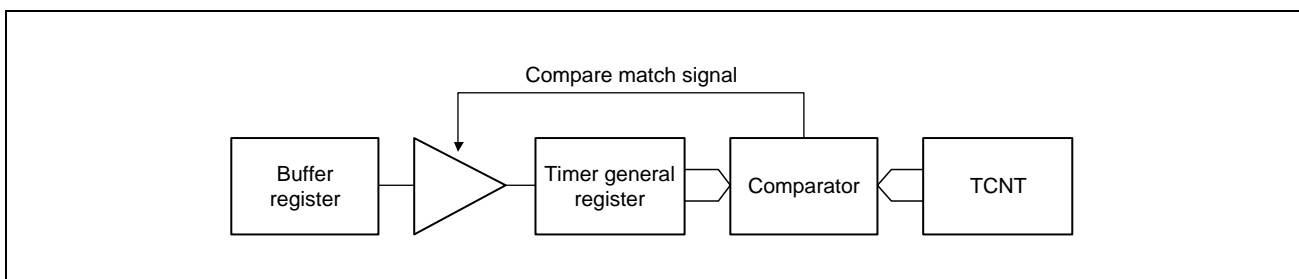 Compare match signal
Buffer
register
Timer general
register
Comparator
TCNT